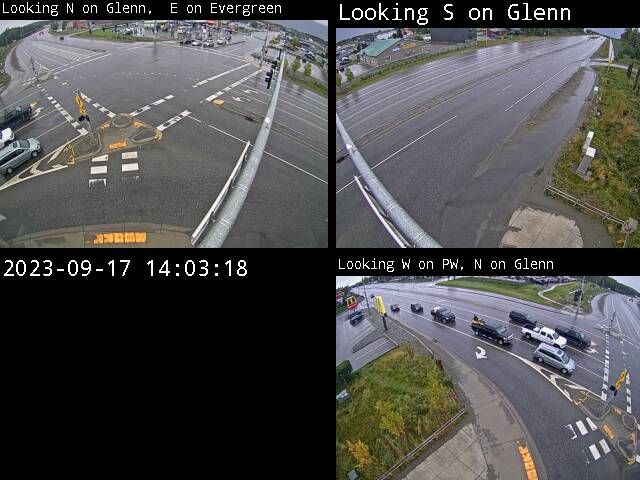 Looking N on Glenn,  E on Evergreen
Looking S on Glenn
2023-09-17 14:03:18
Looking W on PW, N on Glenn